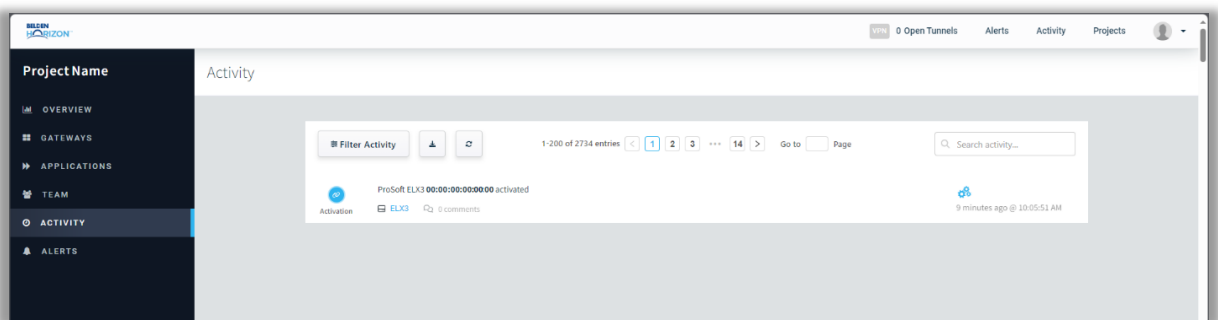 BELDEN
HORIZON
VPN 0 Open Tunnels Alerts Activity Projects
Project Name
Activity
OVERVIEW
GATEWAYS
APPLICATIONS
TEAM
ACTIVITY
ALERTS
Filter Activity
1-200 of 2734 entries < 1 2 3 ••• 14 > Go to Page
Search activity...
Activation
ProSoft ELX3 00:00:00:00:00:00 activated
ELX3 0 comments
9 minutes ago @ 10:05:51 AM